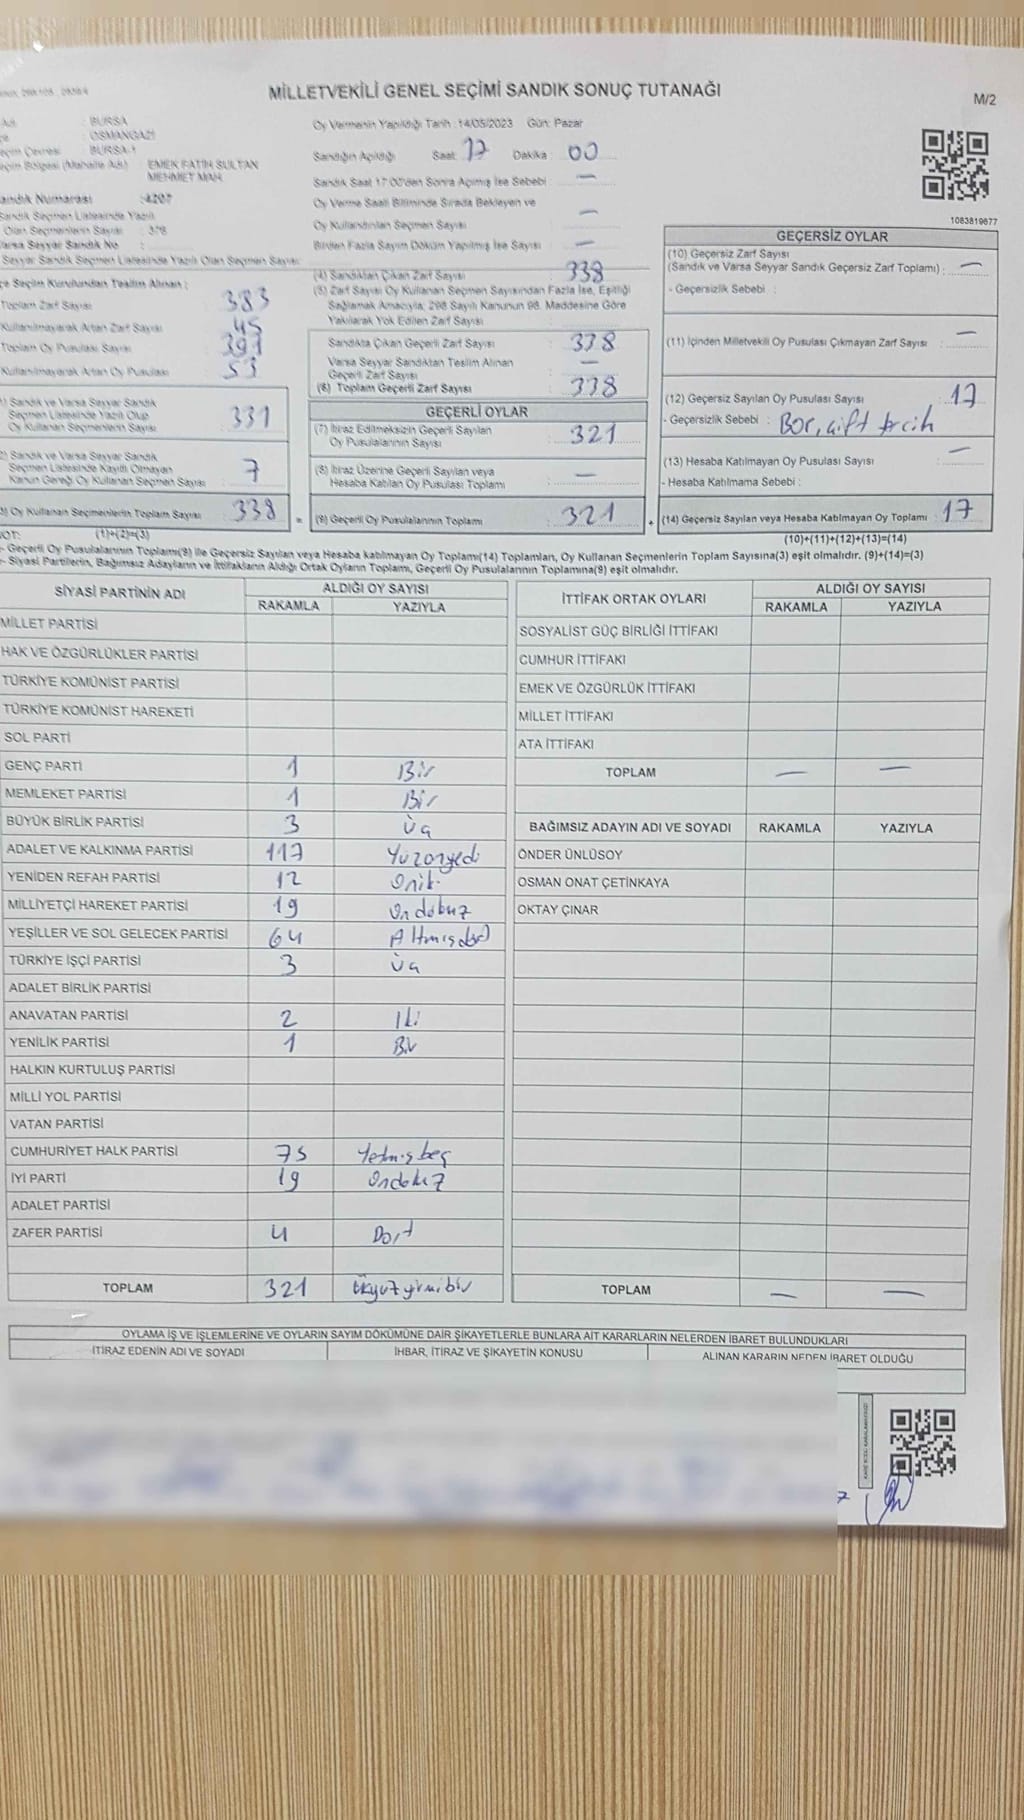 MİLLETVEKİLİ GENEL SEÇİMİ SANDIK SONUÇ TUTANAĞI
M/2
BURSA
OSMANGAZİ
BURSA-1
EMEK FATİH SULTAN
MEHMET MAH.
Sandık Numarası :4207
Sandık Seçmen Listesinde Yazılı
Olan Seçmenlerin Sayısı : 378
Varsa Seyyar Sandık No
Seyyar Sandık Seçmen Listesinde Yazılı Olan Seçmen Sayısı:
Seçim Kurulundan Teslim Alınan ;
Toplam Zarf Sayısı 383
Kullanılmayarak Artan Zarf Sayısı 45
Toplam Oy Pusulası Sayısı 391
Kullanılmayarak Artan Oy Pusulası 53
Sandık ve Varsa Seyyar Sandık
Seçmen Listesinde Yazılı Olup
Oy Kullanan Seçmenlerin Sayısı 331
Sandık ve Varsa Seyyar Sandık
Seçmen Listesinde Kayıtlı Olmayan
Kanun Gereği Oy Kullanan Seçmen Sayısı : 7
Oy Kullanan Seçmenlerin Toplam Sayısı 338
=
Oy Vermenin Yapıldığı Tarih :14/05/2023 Gün: Pazar
Sandığın Açıldığı Saat: 17 Dakika : 00
Sandık Saat 17:00'den Sonra Açılmış İse Sebebi : —
Oy Verme Saati Bitiminde Sırada Bekleyen ve
Oy Kullandırılan Seçmen Sayısı —
Birden Fazla Sayım Döküm Yapılmış İse Sayısı —
(4) Sandıktan Çıkan Zarf Sayısı 338
(5) Zarf Sayısı Oy Kullanan Seçmen Sayısından Fazla İse, Eşitliği
Sağlamak Amacıyla; 298 Sayılı Kanunun 98. Maddesine Göre
Yakılarak Yok Edilen Zarf Sayısı
Sandıkta Çıkan Geçerli Zarf Sayısı : 338
Varsa Seyyar Sandıktan Teslim Alınan
Geçerli Zarf Sayısı —
(6) Toplam Geçerli Zarf Sayısı 338
GEÇERLİ OYLAR
(7) İtiraz Edilmeksizin Geçerli Sayılan
Oy Pusulalarının Sayısı : 321
(8) İtiraz Üzerine Geçerli Sayılan veya
Hesaba Katılan Oy Pusulası Toplamı : —
(9) Geçerli Oy Pusulalarının Toplamı : 321
+
1083819677
GEÇERSİZ OYLAR
(10) Geçersiz Zarf Sayısı
(Sandık ve Varsa Seyyar Sandık Geçersiz Zarf Toplamı) : —
- Geçersizlik Sebebi :
(11) İçinden Milletvekili Oy Pusulası Çıkmayan Zarf Sayısı : —
(12) Geçersiz Sayılan Oy Pusulası Sayısı : 17
- Geçersizlik Sebebi : çift
(13) Hesaba Katılmayan Oy Pusulası Sayısı : —
- Hesaba Katılmama Sebebi :
(14) Geçersiz Sayılan veya Hesaba Katılmayan Oy Toplamı : 17
NOT: (1)+(2)=(3)
(10)+(11)+(12)+(13)=(14)
- Geçerli Oy Pusulalarının Toplamı(9) ile Geçersiz Sayılan veya Hesaba katılmayan Oy Toplamı(14) Toplamları, Oy Kullanan Seçmenlerin Toplam Sayısına(3) eşit olmalıdır. (9)+(14)=(3)
- Siyasi Partilerin, Bağımsız Adayların ve İttifakların Aldığı Ortak Oyların Toplamı, Geçerli Oy Pusulalarının Toplamına(9) eşit olmalıdır.
SİYASİ PARTİNİN ADI ALDIĞI OY SAYISI
RAKAMLA YAZIYLA
MİLLET PARTİSİ
HAK VE ÖZGÜRLÜKLER PARTİSİ
TÜRKİYE KOMÜNİST PARTİSİ
TÜRKİYE KOMÜNİST HAREKETİ
SOL PARTİ
GENÇ PARTİ 1 Bir
MEMLEKET PARTİSİ 1 Bir
BÜYÜK BİRLİK PARTİSİ 3 Üç
ADALET VE KALKINMA PARTİSİ 117 Yüzonyedi
YENİDEN REFAH PARTİSİ 12 Oniki
MİLLİYETÇİ HAREKET PARTİSİ 19 Ondokuz
YEŞİLLER VE SOL GELECEK PARTİSİ 64 Altmışdört
TÜRKİYE İŞÇİ PARTİSİ 3 Üç
ADALET BİRLİK PARTİSİ
ANAVATAN PARTİSİ 2 İki
YENİLİK PARTİSİ 1 Bir
HALKIN KURTULUŞ PARTİSİ
MİLLİ YOL PARTİSİ
VATAN PARTİSİ
CUMHURİYET HALK PARTİSİ 75 Yetmişbeş
İYİ PARTİ 19 Ondokuz
ADALET PARTİSİ
ZAFER PARTİSİ 4 Dört
TOPLAM 321 Üçyüzyirmibir
İTTİFAK ORTAK OYLARI ALDIĞI OY SAYISI
RAKAMLA YAZIYLA
SOSYALİST GÜÇ BİRLİĞİ İTTİFAKI
CUMHUR İTTİFAKI
EMEK VE ÖZGÜRLÜK İTTİFAKI
MİLLET İTTİFAKI
ATA İTTİFAKI
TOPLAM — —
BAĞIMSIZ ADAYIN ADI VE SOYADI RAKAMLA YAZIYLA
ÖNDER ÜNLÜSOY
OSMAN ONAT ÇETİNKAYA
OKTAY ÇINAR
TOPLAM — —
OYLAMA İŞ VE İŞLEMLERİNE VE OYLARIN SAYIM DÖKÜMÜNE DAİR ŞİKAYETLERLE BUNLARA AİT KARARLARIN NELERDEN İBARET BULUNDUKLARI
İTİRAZ EDENİN ADI VE SOYADI İHBAR, İTİRAZ VE ŞİKAYETİN KONUSU ALINAN KARARIN NEDEN İBARET OLDUĞU